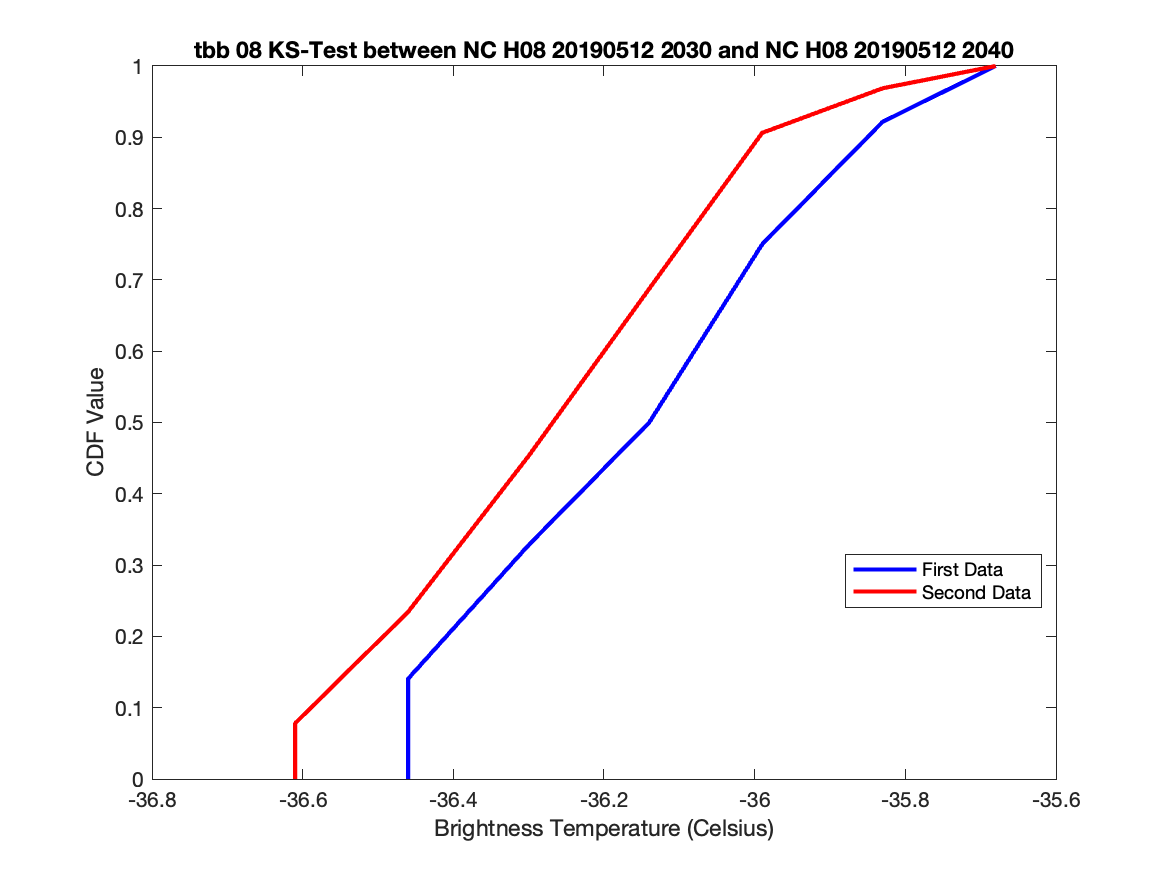 tbb 08 KS-Test between NC H08 20190512 2030 and NC H08 20190512 2040
1
0.9
0.8
0.7
0.6
0.5
0.4
0.3
0.2
0.1
0
CDF Value
First Data
Second Data
-36.8 -36.6 -36.4 -36.2 -36 -35.8 -35.6
Brightness Temperature (Celsius)